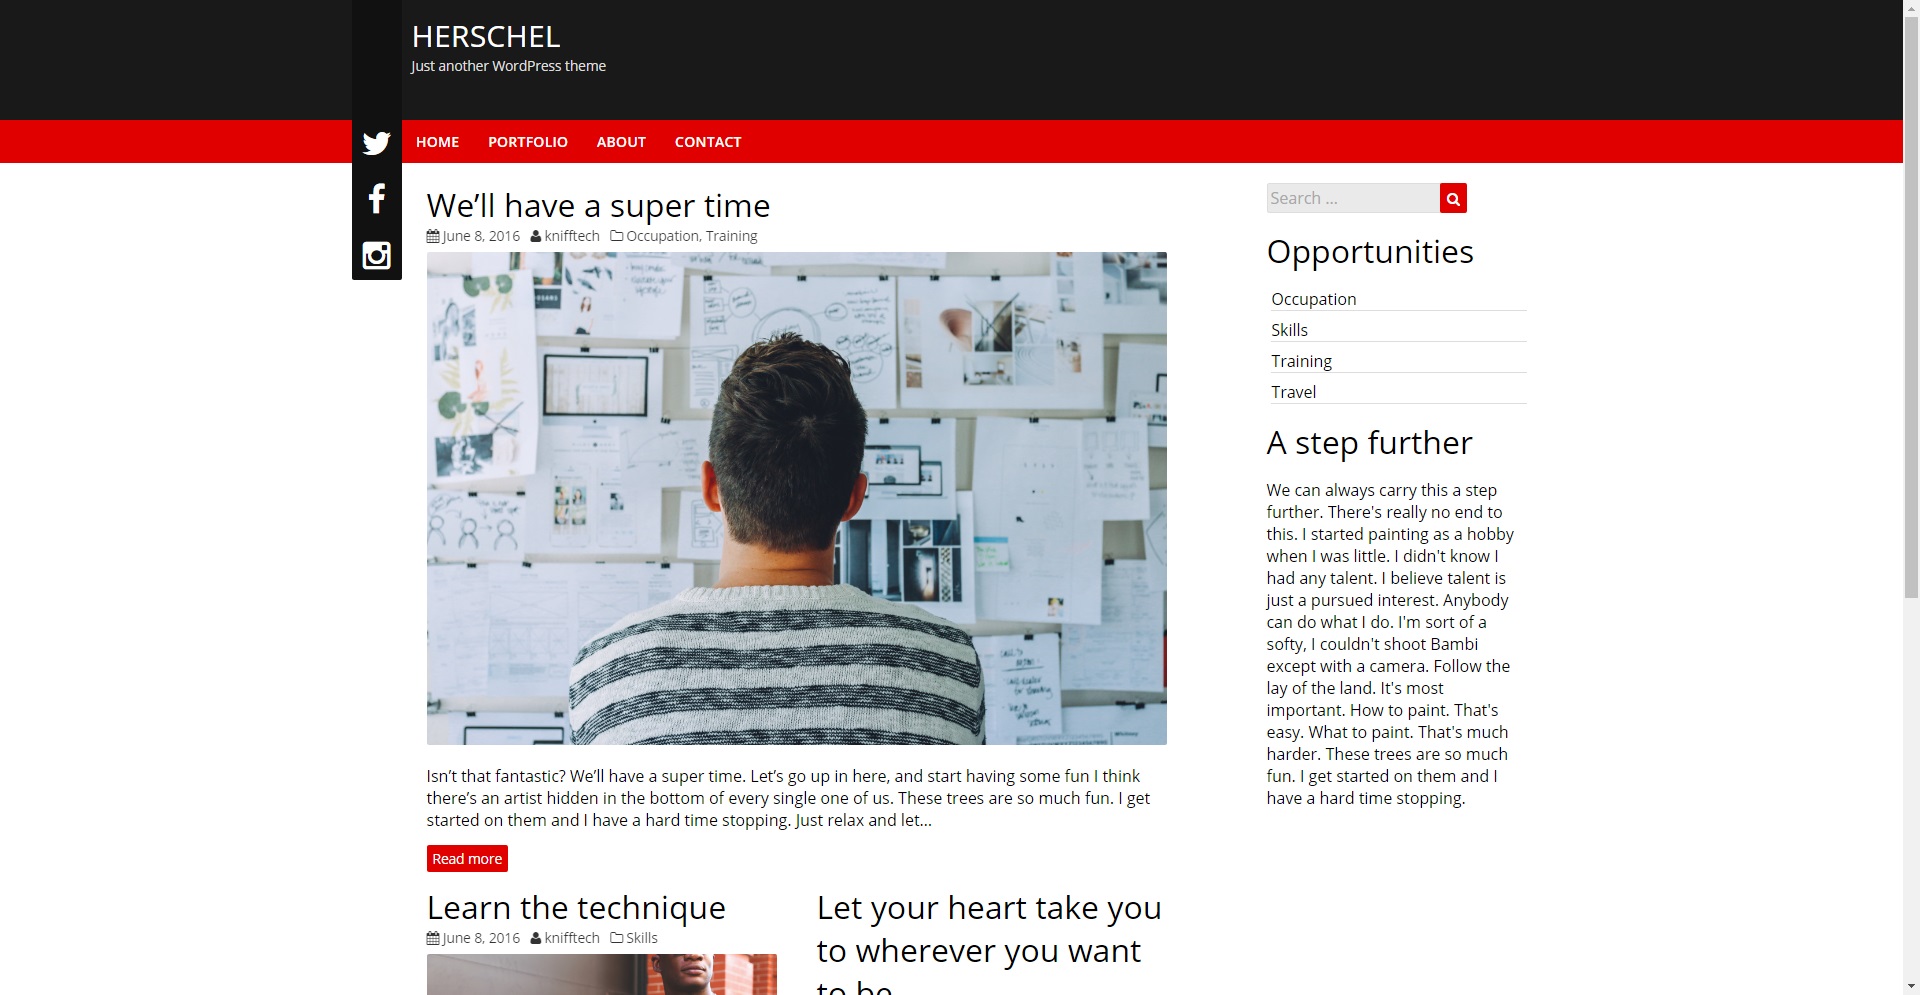 HERSCHEL
Just another WordPress theme
HOME PORTFOLIO ABOUT CONTACT
We’ll have a super time
June 8, 2016 knifftech Occupation, Training
Isn’t that fantastic? We’ll have a super time. Let’s go up in here, and start having some fun I think
there’s an artist hidden in the bottom of every single one of us. These trees are so much fun. I get
started on them and I have a hard time stopping. Just relax and let...
Read more
Learn the technique
June 8, 2016 knifftech Skills
Let your heart take you
to wherever you want
to be
Search ...
Opportunities
Occupation
Skills
Training
Travel
A step further
We can always carry this a step
further. There's really no end to
this. I started painting as a hobby
when I was little. I didn't know I
had any talent. I believe talent is
just a pursued interest. Anybody
can do what I do. I'm sort of a
softy, I couldn't shoot Bambi
except with a camera. Follow the
lay of the land. It's most
important. How to paint. That's
easy. What to paint. That's much
harder. These trees are so much
fun. I get started on them and I
have a hard time stopping.